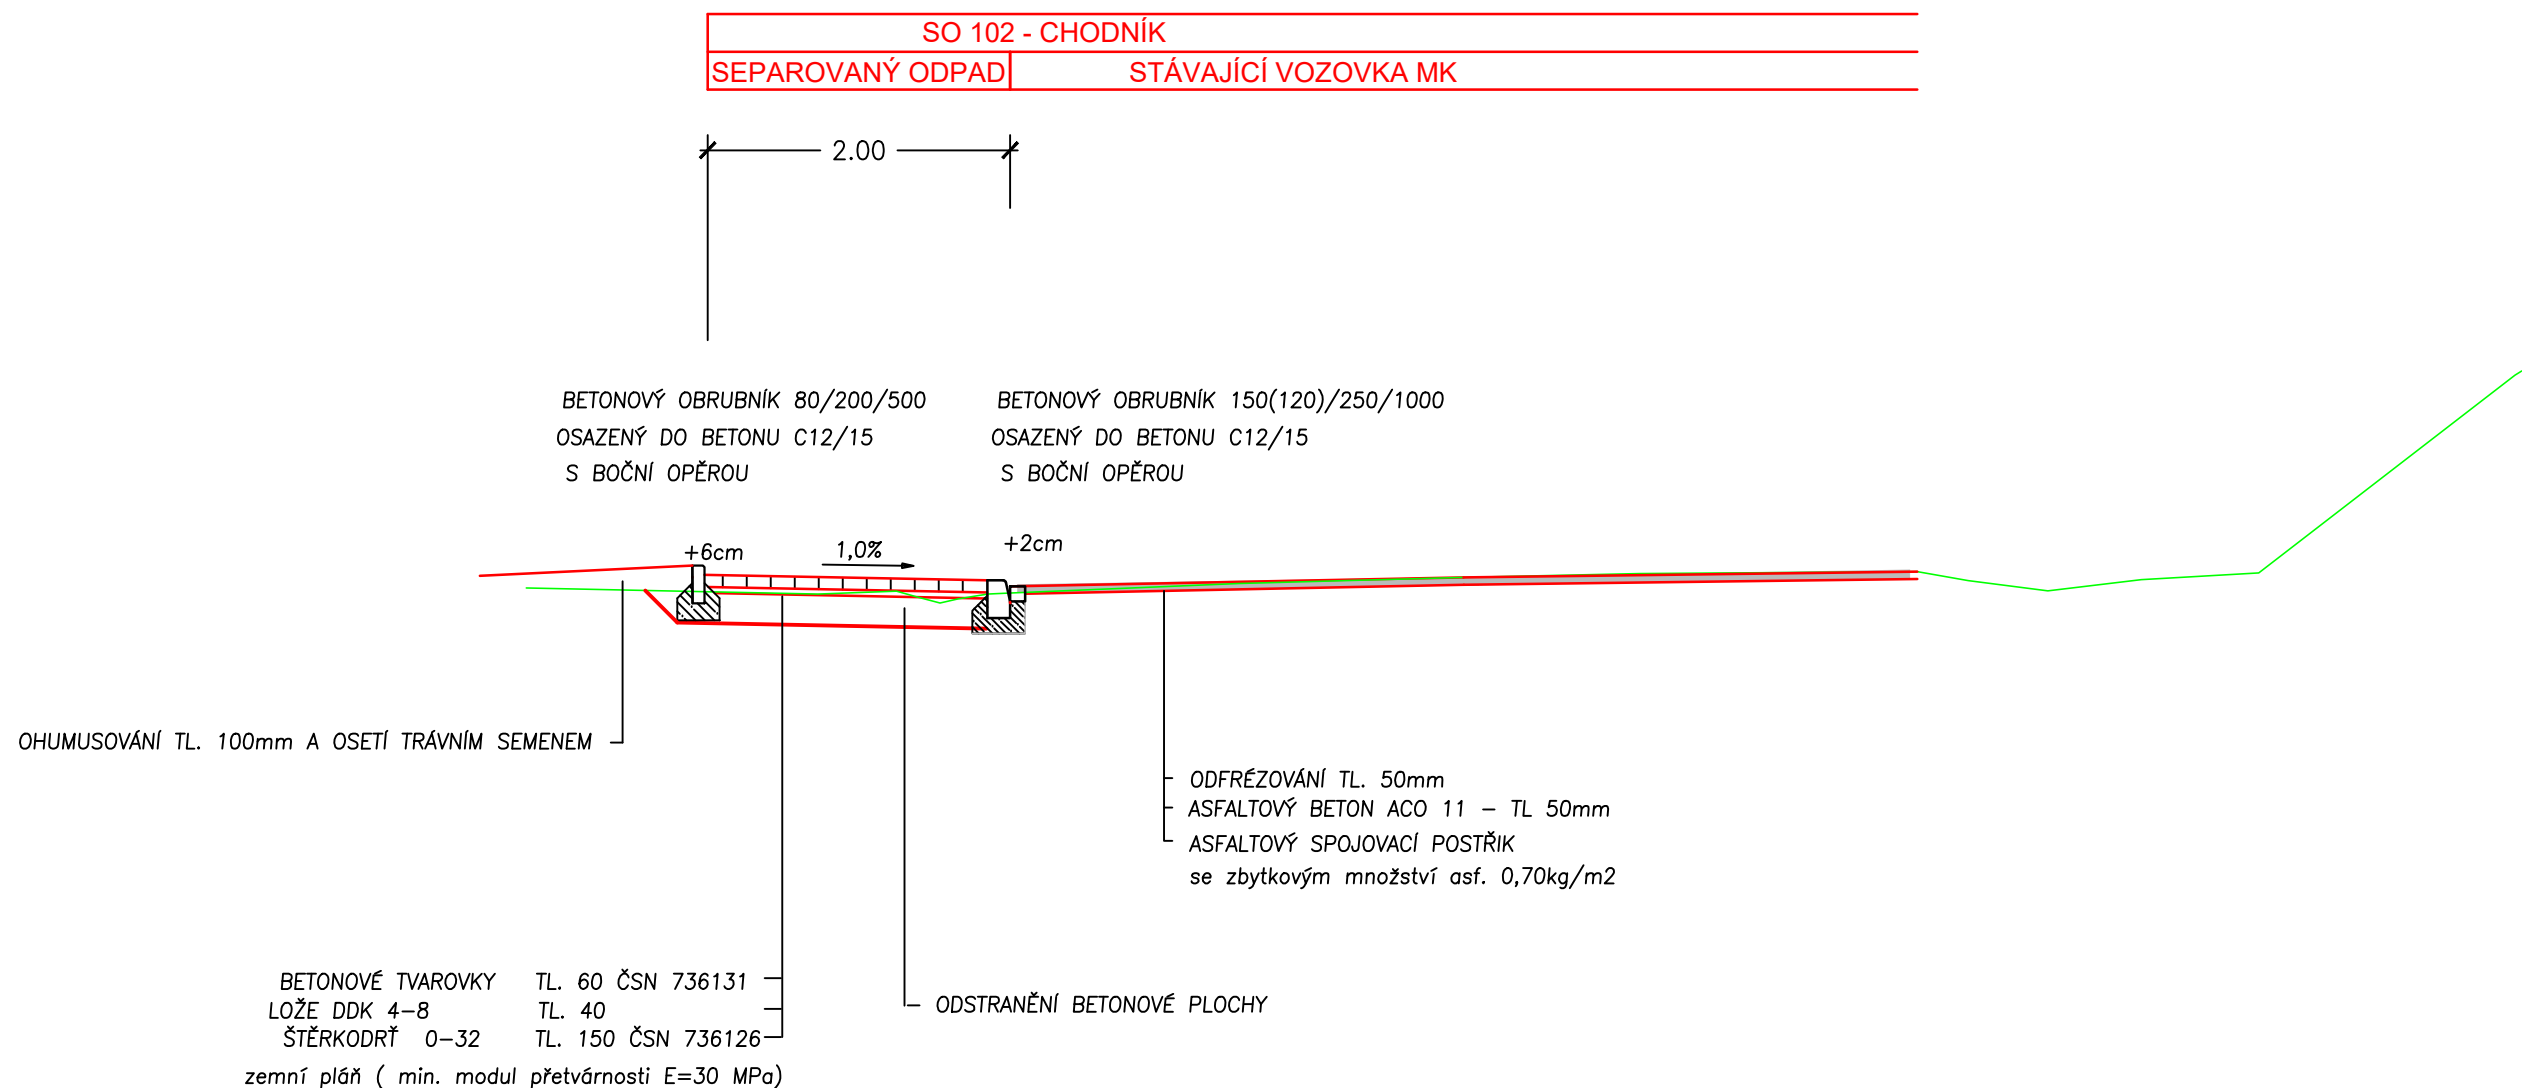 SO 102 - CHODNÍK
SEPAROVANÝ ODPAD
STÁVAJÍCÍ VOZOVKA MK
2.00
BETONOVÝ OBRUBNÍK 80/200/500
OSAZENÝ DO BETONU C12/15
S BOČNÍ OPĚROU
BETONOVÝ OBRUBNÍK 150(120)/250/1000
OSAZENÝ DO BETONU C12/15
S BOČNÍ OPĚROU
+6cm
1,0%
+2cm
OHUMUSOVÁNÍ TL. 100mm A OSETÍ TRÁVNÍM SEMENEM
ODFRÉZOVÁNÍ TL. 50mm
ASFALTOVÝ BETON ACO 11 - TL 50mm
ASFALTOVÝ SPOJOVACÍ POSTŘIK
se zbytkovým množství asf. 0,70kg/m2
BETONOVÉ TVAROVKY TL. 60 ČSN 736131
LOŽE DDK 4-8 TL. 40
ŠTĚRKODRŤ 0-32 TL. 150 ČSN 736126
zemní pláň ( min. modul přetvárnosti E=30 MPa)
ODSTRANĚNÍ BETONOVÉ PLOCHY